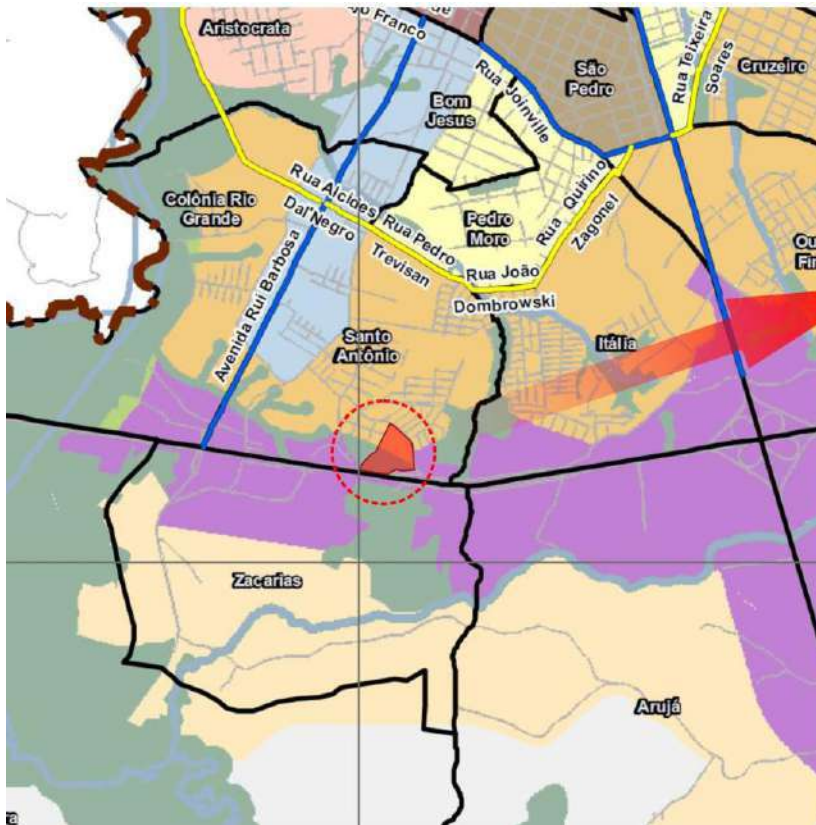 Aristocrata
Franco
Rua Joinville
São
Pedro
Rua Teixeira
Soares
Cruzeiro
Bom
Jesus
Colônia Rio
Grande
Rua Alcides
Dal'Negro
Rua Pedro
Trevisan
Pedro
Moro
Rua Quirino
Zagonel
Rua João
Dombrowski
Avenida Rui Barbosa
Santo
Antônio
Itália
Zacarias
Arujá